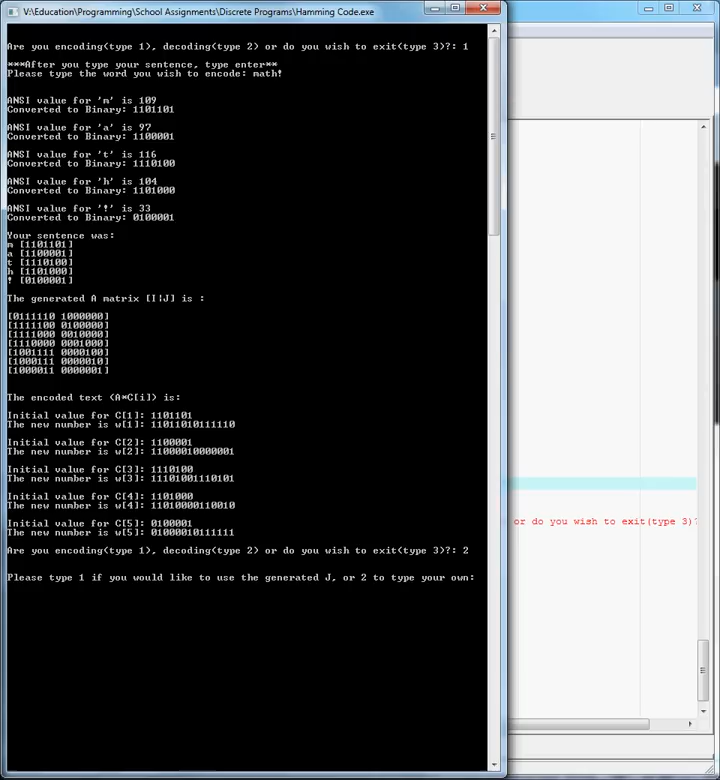 V:\Education\Programming\School Assignments\Discrete Programs\Hamming Code.exe
Are you encoding(type 1), decoding(type 2) or do you wish to exit(type 3)?: 1
***After you type your sentence, type enter**
Please type the word you wish to encode: math!
ANSI value for 'm' is 109
Converted to Binary: 1101101
ANSI value for 'a' is 97
Converted to Binary: 1100001
ANSI value for 't' is 116
Converted to Binary: 1110100
ANSI value for 'h' is 104
Converted to Binary: 1101000
ANSI value for '!' is 33
Converted to Binary: 0100001
Your sentence was:
m [1101101]
a [1100001]
t [1110100]
h [1101000]
! [0100001]
The generated A matrix [I|J] is :
[0111110 1000000]
[1111100 0100000]
[1111000 0010000]
[1110000 0001000]
[1001111 0000100]
[1000111 0000010]
[1000011 0000001]
The encoded text (A*C[i]) is:
Initial value for C[1]: 1101101
The new number is w[1]: 11011010111110
Initial value for C[2]: 1100001
The new number is w[2]: 11000010000001
Initial value for C[3]: 1110100
The new number is w[3]: 11101001110101
Initial value for C[4]: 1101000
The new number is w[4]: 11010000110010
Initial value for C[5]: 0100001
The new number is w[5]: 01000010111111
or do you wish to exit(type 3)?
Are you encoding(type 1), decoding(type 2) or do you wish to exit(type 3)?: 2
Please type 1 if you would like to use the generated J, or 2 to type your own: